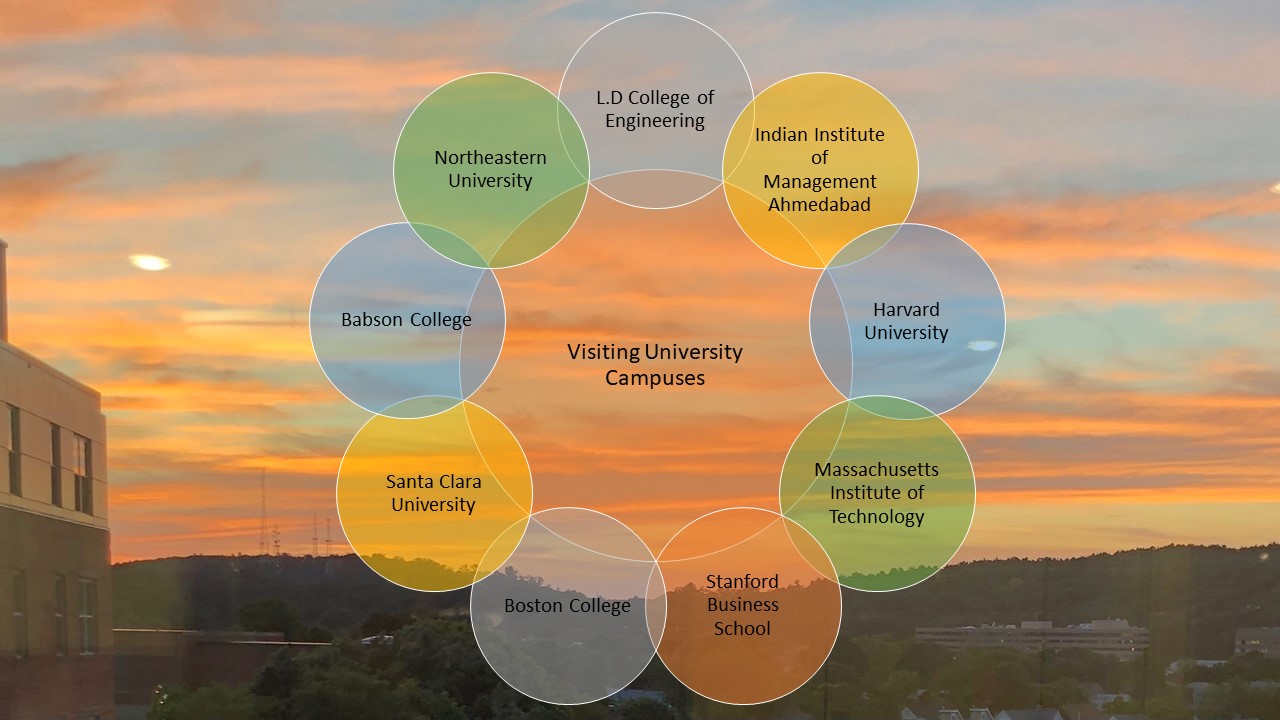 L.D College of
Engineering
Indian Institute
of
Management
Ahmedabad
Harvard
University
Massachusetts
Institute of
Technology
Stanford
Business
School
Boston College
Santa Clara
University
Babson College
Northeastern
University
Visiting University
Campuses